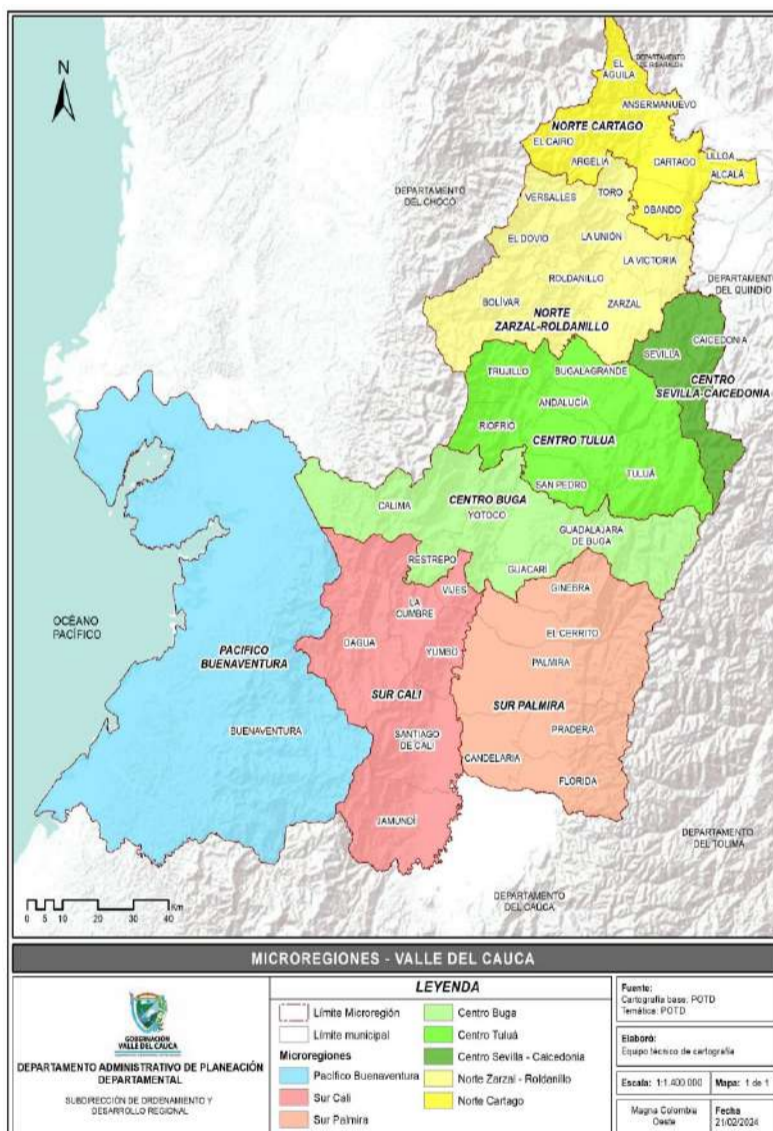 N
DEPARTAMENTO
DE RISARALDA
EL
ÁGUILA
ANSERMANUEVO
NORTE CARTAGO
EL CAIRO
ARGELIA
CARTAGO
ULLOA
ALCALÁ
DEPARTAMENTO
DEL CHOCÓ
VERSALLES
TORO
OBANDO
EL DOVIO
LA UNIÓN
LA VICTORIA
ROLDANILLO
DEPARTAMENTO
DEL QUINDÍO
BOLÍVAR
ZARZAL
NORTE
ZARZAL-ROLDANILLO
SEVILLA
CAICEDONIA
CENTRO
SEVILLA-CAICEDONIA
TRUJILLO
BUGALAGRANDE
ANDALUCÍA
RIOFRÍO
CENTRO TULUA
SAN PEDRO
TULUÁ
CALIMA
CENTRO BUGA
YOTOCO
GUADALAJARA
DE BUGA
RESTREPO
GUACARÍ
VIJES
GINEBRA
LA
CUMBRE
OCÉANO
PACÍFICO
DAGUA
YUMBO
EL CERRITO
PALMIRA
PACIFICO
BUENAVENTURA
SUR CALI
SUR PALMIRA
BUENAVENTURA
SANTIAGO
DE CALI
PRADERA
CANDELARIA
FLORIDA
JAMUNDÍ
DEPARTAMENTO
DEL TOLIMA
DEPARTAMENTO
DEL CAUCA
0 5 10 20 30 40
Km
MICROREGIONES - VALLE DEL CAUCA
GOBERNACIÓN
VALLE DEL CAUCA
DEPARTAMENTO ADMINISTRATIVO DE PLANEACIÓN
DEPARTAMENTAL
SUBDIRECCIÓN DE ORDENAMIENTO Y
DESARROLLO REGIONAL
LEYENDA
Límite Microregión
Límite municipal
Microregiones
Pacifico Buenaventura
Sur Cali
Sur Palmira
Centro Buga
Centro Tuluá
Centro Sevilla - Caicedonia
Norte Zarzal - Roldanillo
Norte Cartago
Fuente:
Cartografía base: POTD
Temática: POTD
Elaboró:
Equipo técnico de cartografía
Escala: 1:1.400.000
Mapa: 1 de 1
Magna Colombia
Oeste
Fecha
21/02/2024